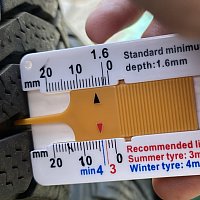 1.6
Standard minimum
mm 20 10 0
depth: 1.6mm
mm 20 10 0
min 4 3
Recommended
Summer tyre: 3m
Winter tyre: 4m